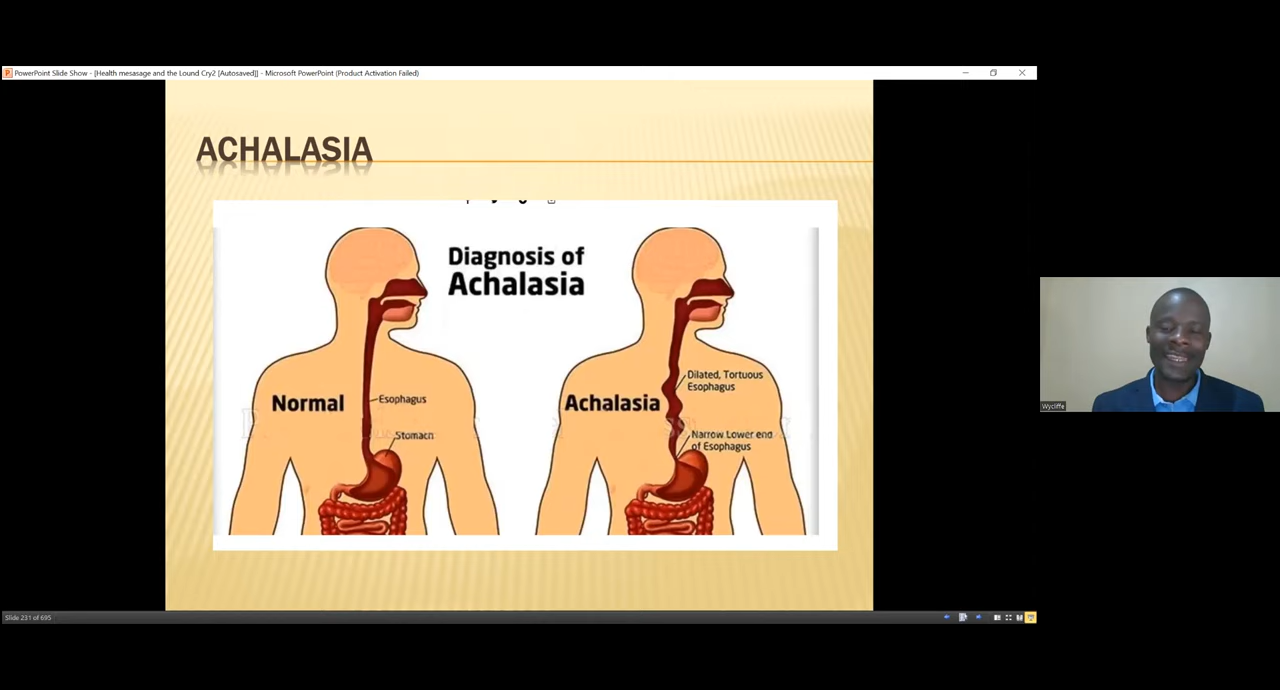 PowerPoint Slide Show - [Health mesasage and the Lound Cry2 [Autosaved]] - Microsoft PowerPoint (Product Activation Failed)
ACHALASIA
Diagnosis of
Achalasia
Normal
Esophagus
Stomach
Achalasia
Dilated, Tortuous
Esophagus
Narrow Lower end
of Esophagus
Wycliffe
Slide 231 of 695